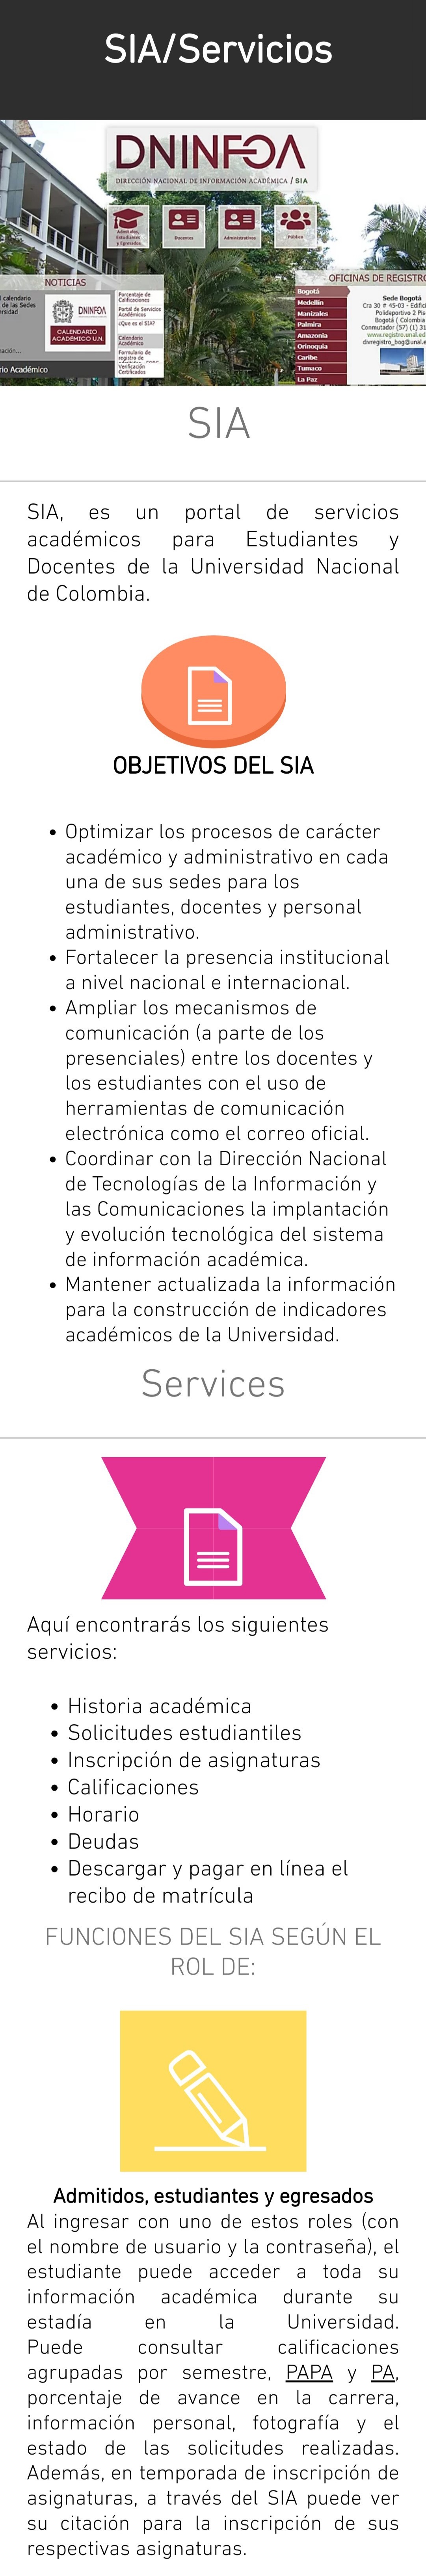 SIA/Servicios
DNINFOA
DIRECCIÓN NACIONAL DE INFORMACIÓN ACADÉMICA / SIA
Admitidos,
Estudiantes
y Egresados
Docentes
Administrativos
Público
NOTICIAS
calendario
de las Sedes
ersidad
ación...
rio Académico
DNINFOA
CALENDARIO
ACADÉMICO U.N.
Porcentaje de
Calificaciones
Portal de Servicios
Académicos
¿Que es el SIA?
Calendario
Académico
Formulario de
registro de
Verificación
Certificados
OFICINAS DE REGISTRO
Bogotá
Medellín
Manizales
Palmira
Amazonia
Orinoquia
Caribe
Tumaco
La Paz
Sede Bogotá
Cra 30 # 45-03 - Edific
Polideportivo 2 Pis
Bogotá ( Colombia
Conmutador (57) (1) 31
www.registro.unal.ed
divregistro_bog@unal.e
SIA
SIA, es un portal de servicios
académicos para Estudiantes y
Docentes de la Universidad Nacional
de Colombia.
OBJETIVOS DEL SIA
• Optimizar los procesos de carácter
académico y administrativo en cada
una de sus sedes para los
estudiantes, docentes y personal
administrativo.
• Fortalecer la presencia institucional
a nivel nacional e internacional.
• Ampliar los mecanismos de
comunicación (a parte de los
presenciales) entre los docentes y
los estudiantes con el uso de
herramientas de comunicación
electrónica como el correo oficial.
• Coordinar con la Dirección Nacional
de Tecnologías de la Información y
las Comunicaciones la implantación
y evolución tecnológica del sistema
de información académica.
• Mantener actualizada la información
para la construcción de indicadores
académicos de la Universidad.
Services
Aquí encontrarás los siguientes
servicios:
• Historia académica
• Solicitudes estudiantiles
• Inscripción de asignaturas
• Calificaciones
• Horario
• Deudas
• Descargar y pagar en línea el
recibo de matrícula
FUNCIONES DEL SIA SEGÚN EL
ROL DE:
Admitidos, estudiantes y egresados
Al ingresar con uno de estos roles (con
el nombre de usuario y la contraseña), el
estudiante puede acceder a toda su
información académica durante su
estadía en la Universidad.
Puede consultar calificaciones
agrupadas por semestre, PAPA y PA,
porcentaje de avance en la carrera,
información personal, fotografía y el
estado de las solicitudes realizadas.
Además, en temporada de inscripción de
asignaturas, a través del SIA puede ver
su citación para la inscripción de sus
respectivas asignaturas.